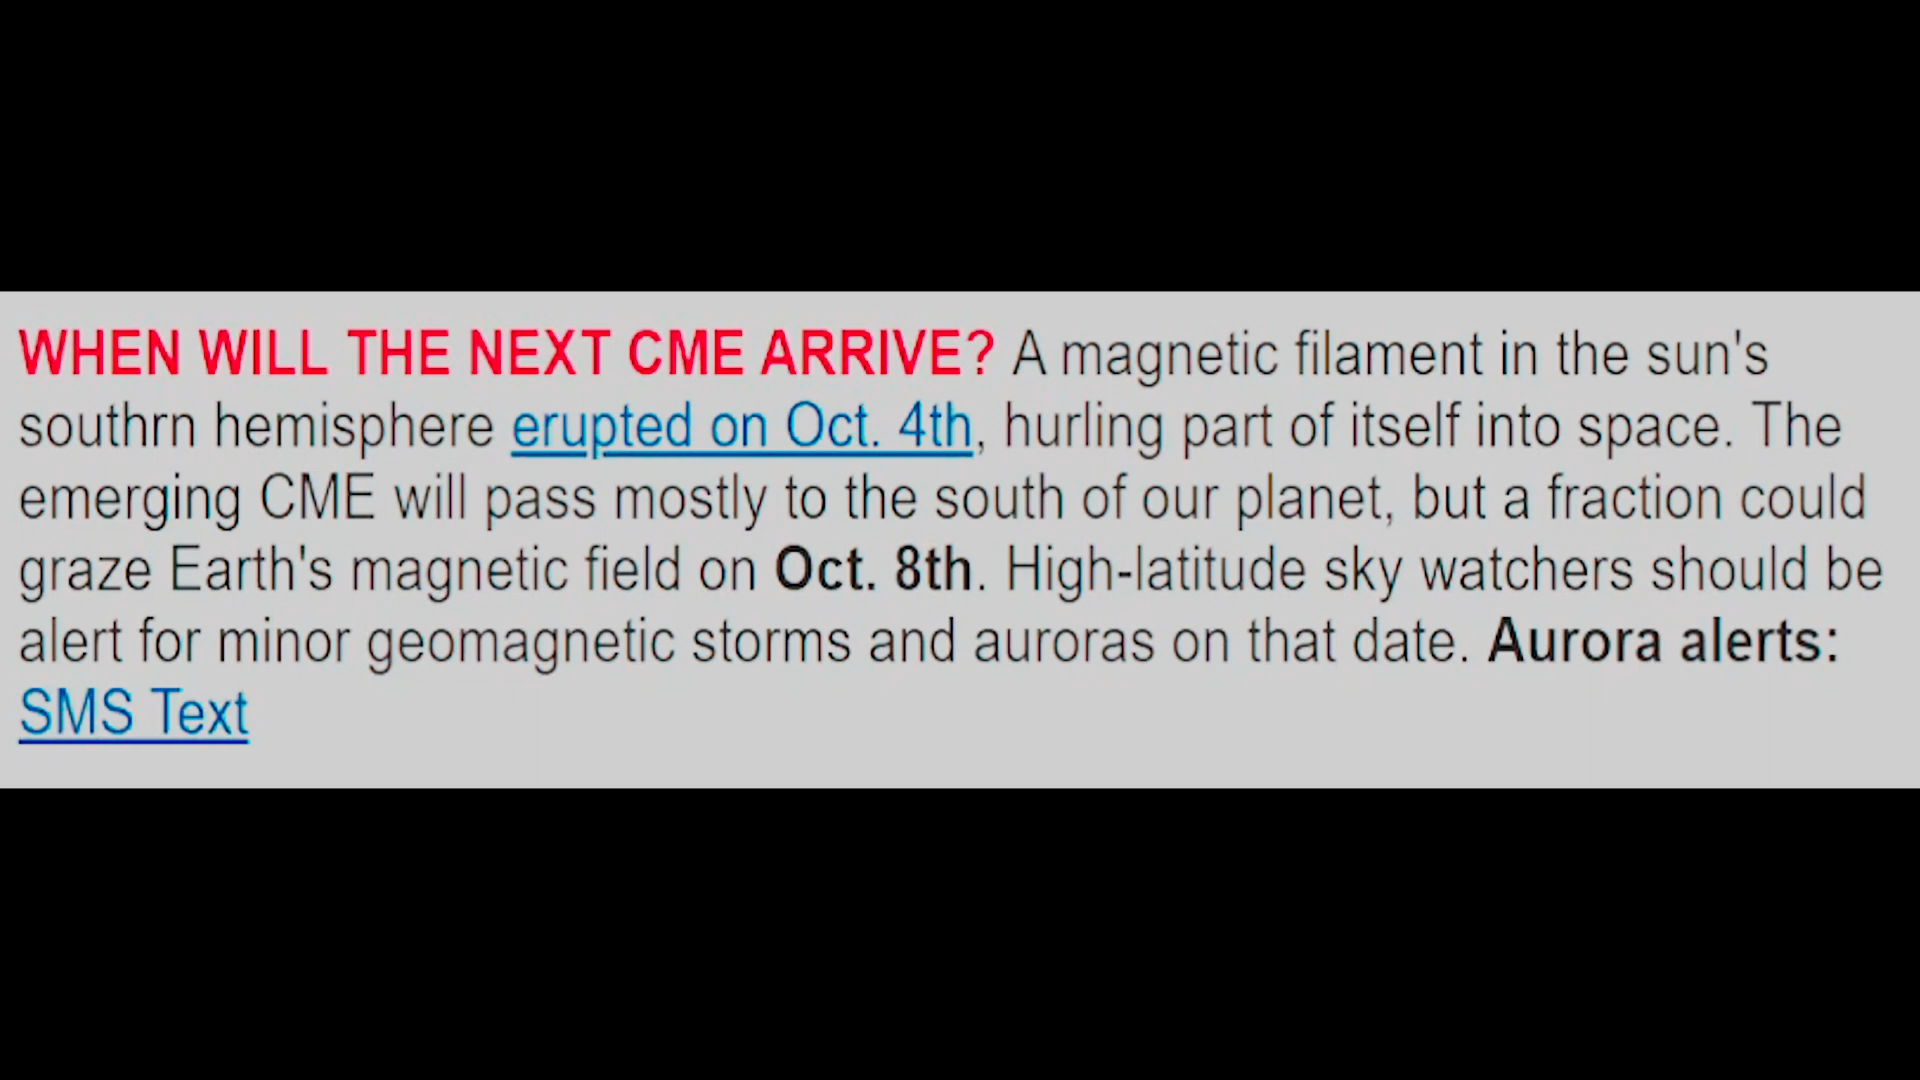 WHEN WILL THE NEXT CME ARRIVE? A magnetic filament in the sun's
southrn hemisphere erupted on Oct. 4th, hurling part of itself into space. The
emerging CME will pass mostly to the south of our planet, but a fraction could
graze Earth's magnetic field on Oct. 8th. High-latitude sky watchers should be
alert for minor geomagnetic storms and auroras on that date. Aurora alerts:
SMS Text